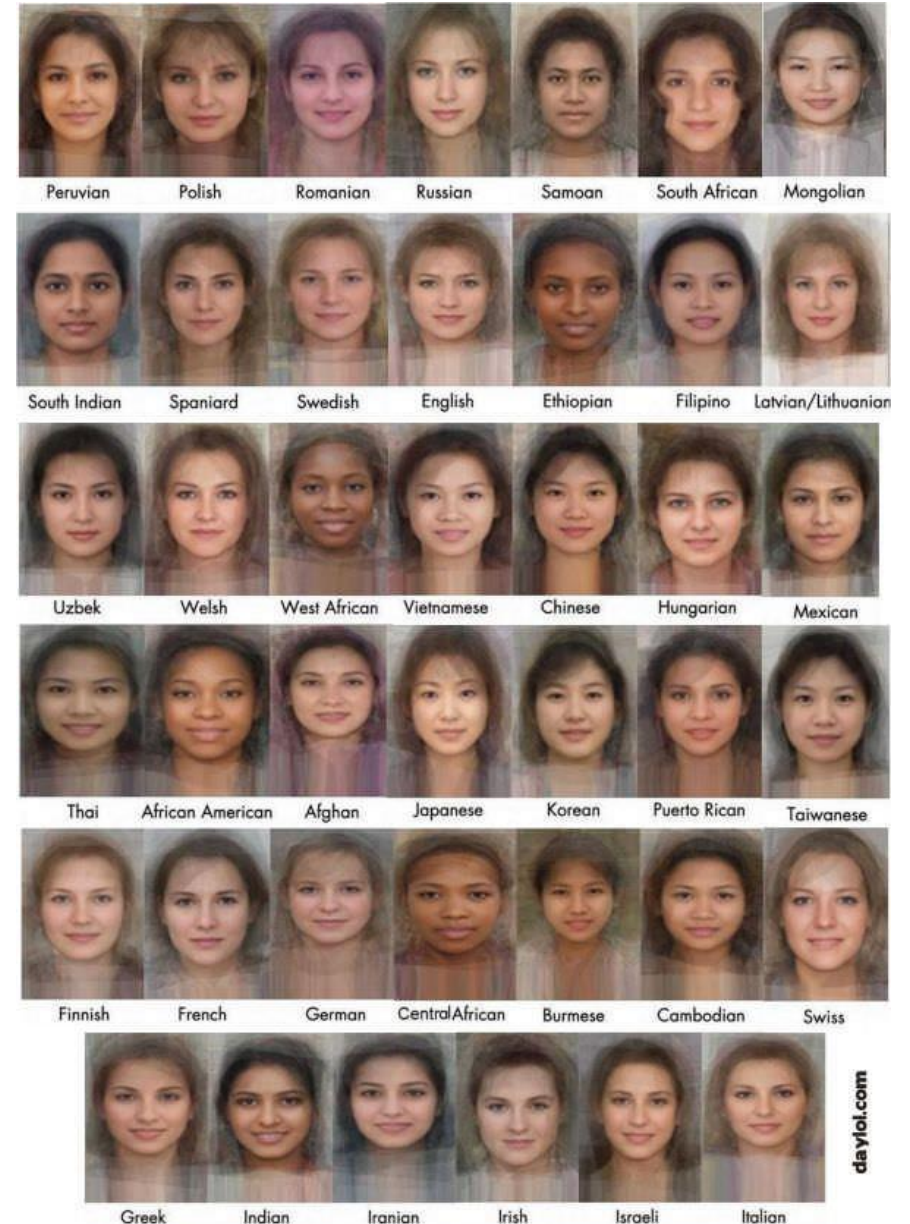 Peruvian Polish Romanian Russian Samoan South African Mongolian
South Indian Spaniard Swedish English Ethiopian Filipino Latvian/Lithuanian
Uzbek Welsh West African Vietnamese Chinese Hungarian Mexican
Thai African American Afghan Japanese Korean Puerto Rican Taiwanese
Finnish French German CentralAfrican Burmese Cambodian Swiss
Greek Indian Iranian Irish Israeli Italian
daylol.com